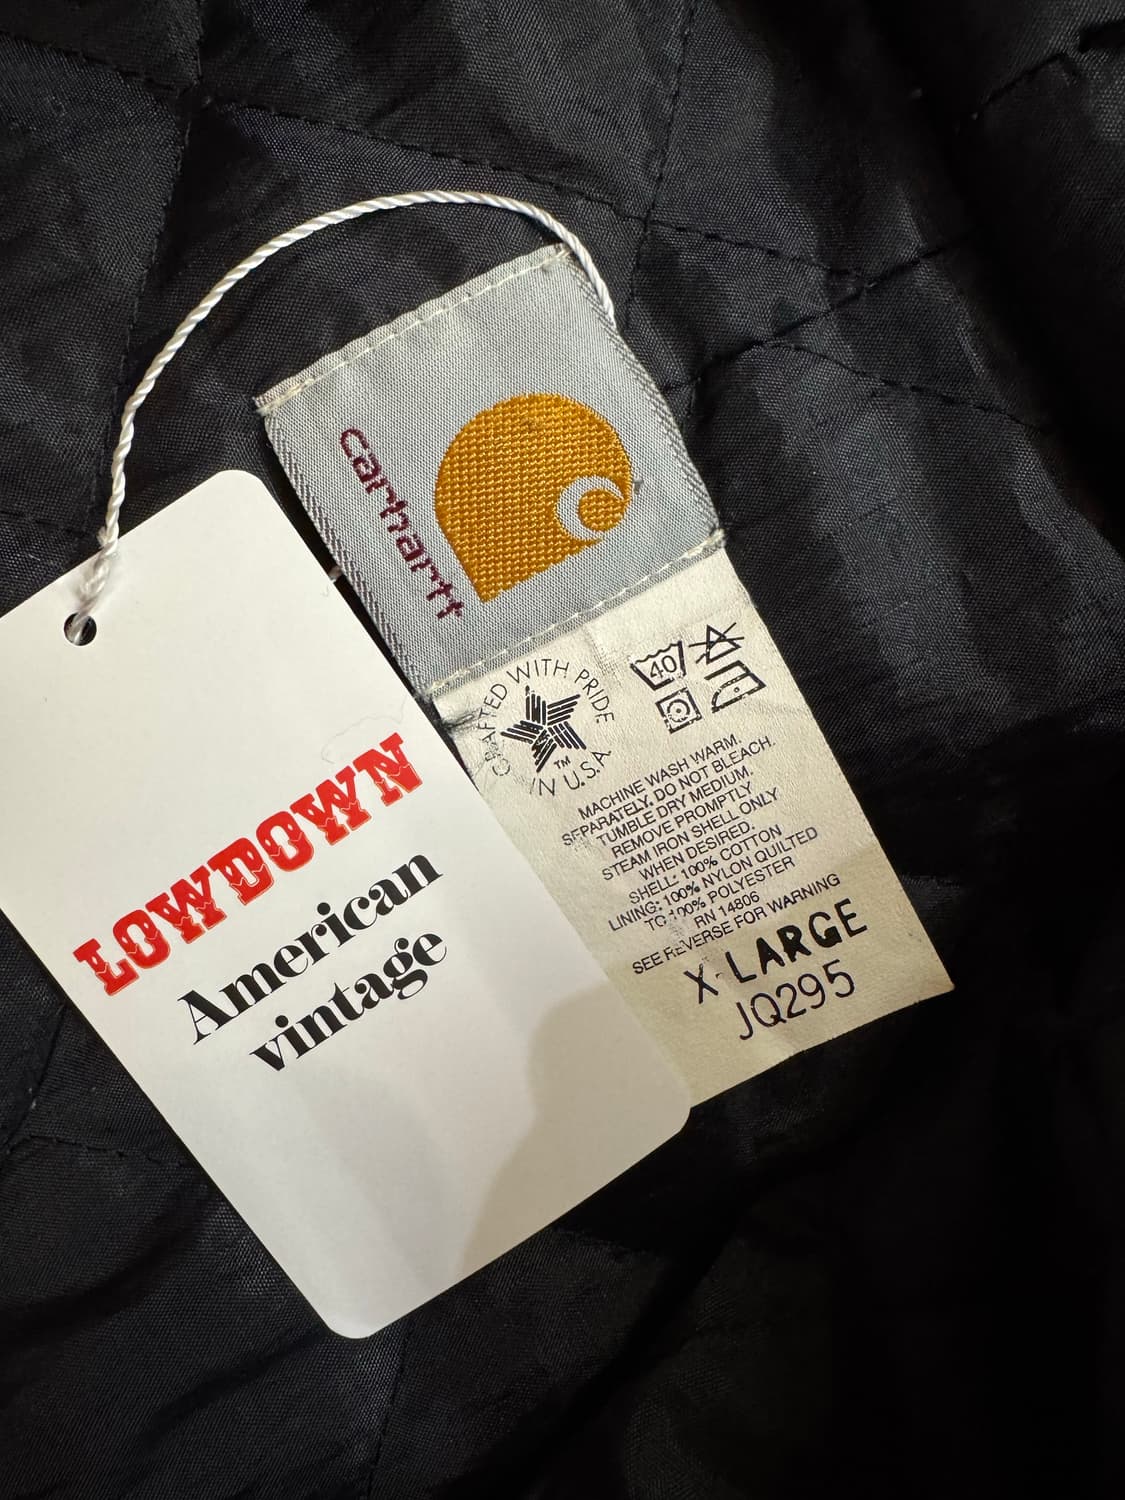 carhartt
CRAFTED WITH PRIDE
IN U.S.A.
TM
40
MACHINE WASH WARM.
SEPARATELY. DO NOT BLEACH.
TUMBLE DRY MEDIUM.
REMOVE PROMPTLY
STEAM IRON SHELL ONLY
WHEN DESIRED.
SHELL: 100% COTTON
LINING: 100% NYLON QUILTED
TO 100% POLYESTER
RN 14806
SEE REVERSE FOR WARNING
X-LARGE
JQ295
LOWDOWN
American
vintage